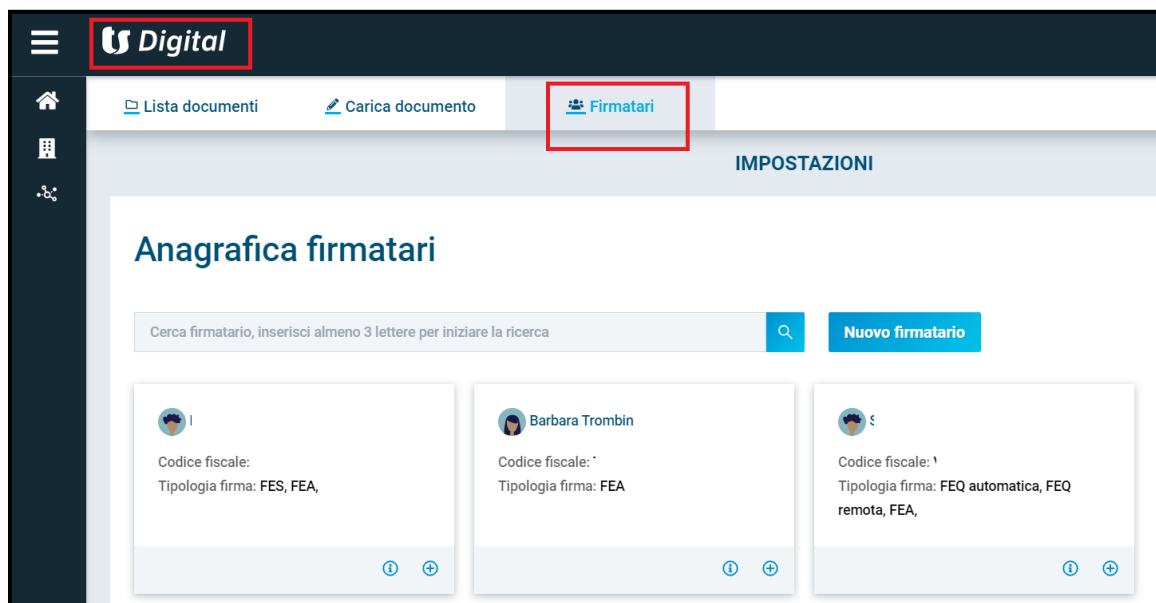 ts Digital
Lista documenti Carica documento Firmatari
IMPOSTAZIONI
Anagrafica firmatari
Cerca firmatario, inserisci almeno 3 lettere per iniziare la ricerca Nuovo firmatario
Codice fiscale:
Tipologia firma: FES, FEA,
Barbara Trombin
Codice fiscale:
Tipologia firma: FEA
Codice fiscale:
Tipologia firma: FEQ automatica, FEQ
remota, FEA,